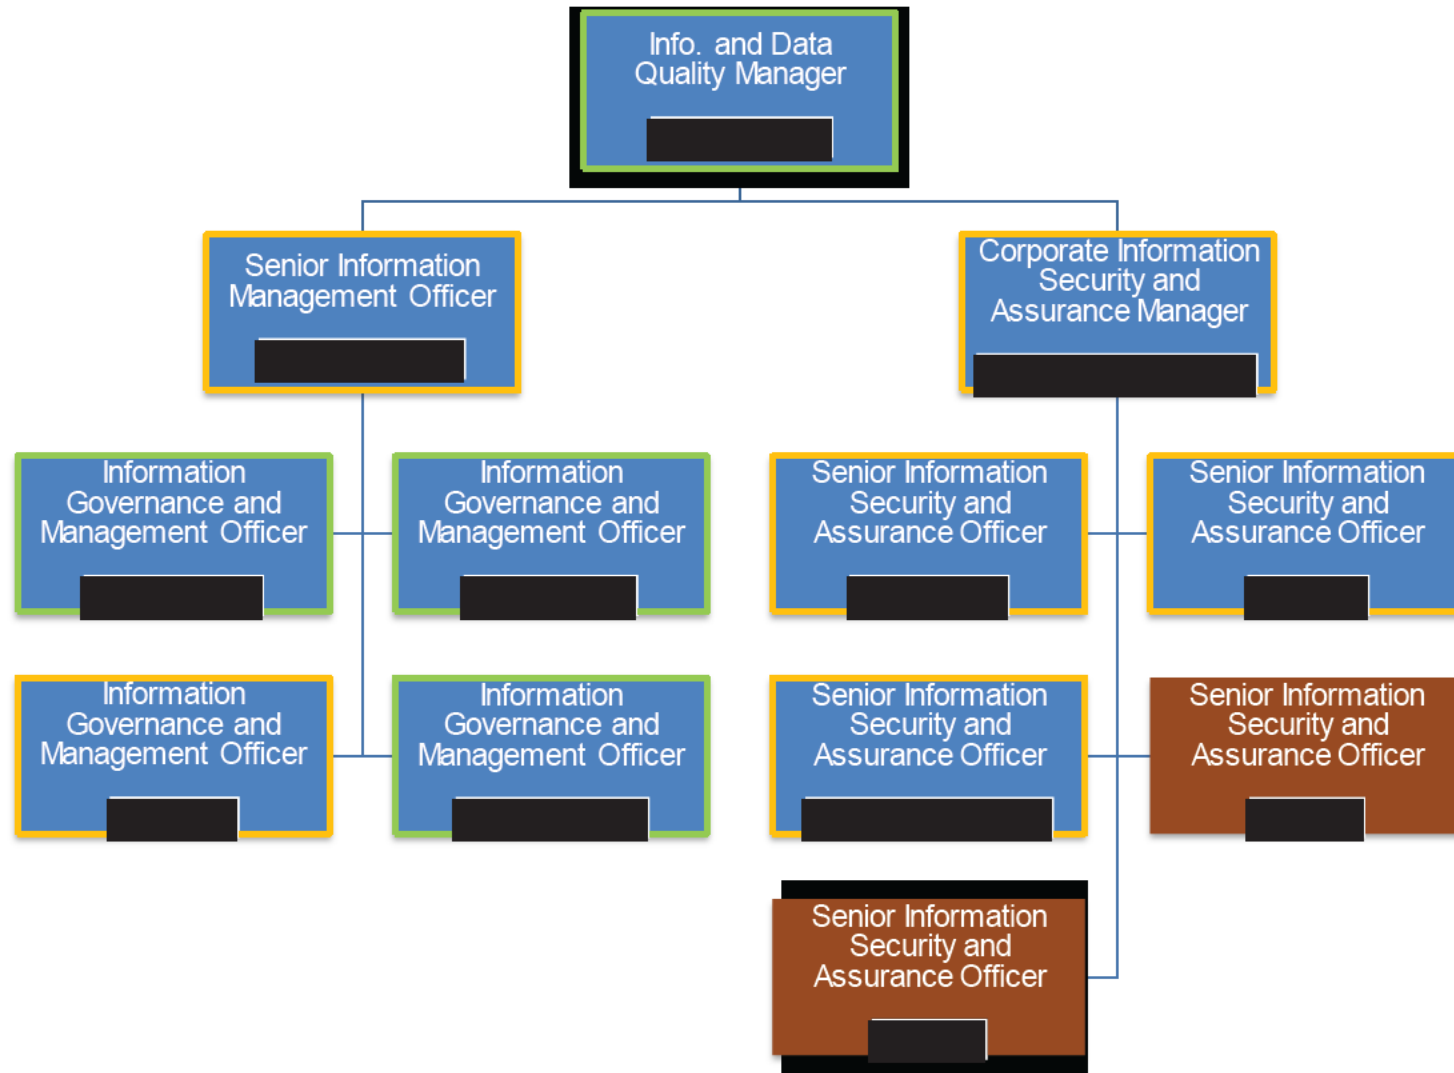 Info. and Data
Quality Manager
Senior Information
Management Officer
Corporate Information
Security and
Assurance Manager
Information
Governance and
Management Officer
Information
Governance and
Management Officer
Senior Information
Security and
Assurance Officer
Senior Information
Security and
Assurance Officer
Information
Governance and
Management Officer
Information
Governance and
Management Officer
Senior Information
Security and
Assurance Officer
Senior Information
Security and
Assurance Officer
Senior Information
Security and
Assurance Officer